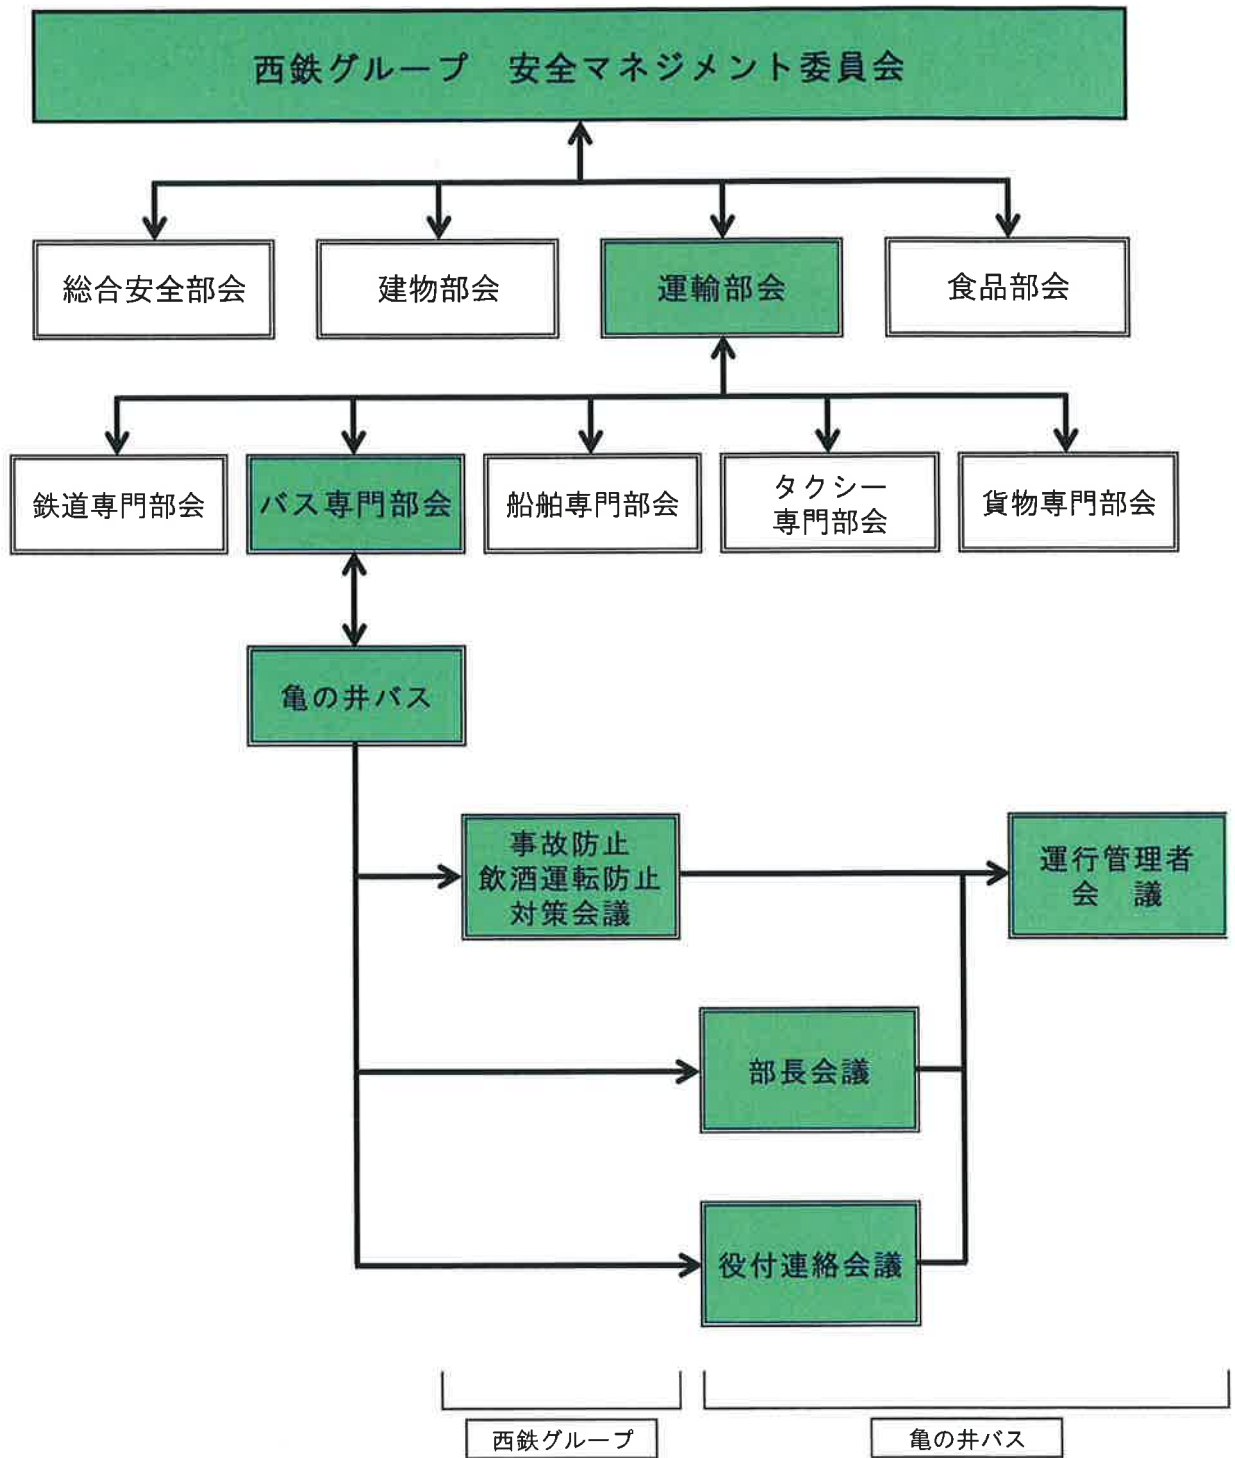 西鉄グループ　安全マネジメント委員会
総合安全部会
建物部会
運輸部会
食品部会
鉄道専門部会
バス専門部会
船舶専門部会
タクシー
専門部会
貨物専門部会
亀の井バス
事故防止
飲酒運転防止
対策会議
運行管理者
会　議
部長会議
役付連絡会議
西鉄グループ
亀の井バス